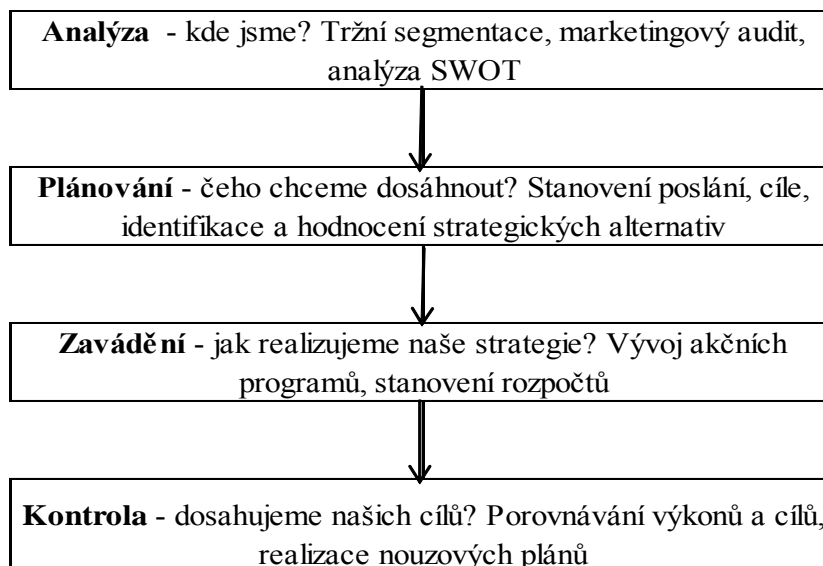 Analýza - kde jsme? Tržní segmentace, marketingový audit,
analýza SWOT
Plánování - čeho chceme dosáhnout? Stanovení poslání, cíle,
identifikace a hodnocení strategických alternativ
Zavádění - jak realizujeme naše strategie? Vývoj akčních
programů, stanovení rozpočtů
Kontrola - dosahujeme našich cílů? Porovnávání výkonů a cílů,
realizace nouzových plánů